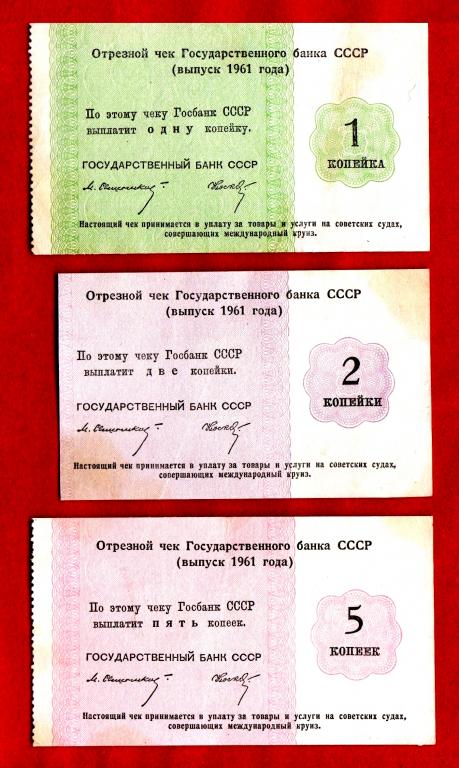 Отрезной чек Государственного банка СССР
(выпуск 1961 года)
По этому чеку Госбанк СССР
выплатит одну копейку.
1
КОПЕЙКА
ГОСУДАРСТВЕННЫЙ БАНК СССР
Настоящий чек принимается в уплату за товары и услуги на советских судах,
совершающих международный круиз.
Отрезной чек Государственного банка СССР
(выпуск 1961 года)
По этому чеку Госбанк СССР
выплатит две копейки.
2
КОПЕЙКИ
ГОСУДАРСТВЕННЫЙ БАНК СССР
Настоящий чек принимается в уплату за товары и услуги на советских судах,
совершающих международный круиз.
Отрезной чек Государственного банка СССР
(выпуск 1961 года)
По этому чеку Госбанк СССР
выплатит пять копеек.
5
КОПЕЕК
ГОСУДАРСТВЕННЫЙ БАНК СССР
Настоящий чек принимается в уплату за товары и услуги на советских судах,
совершающих международный круиз.